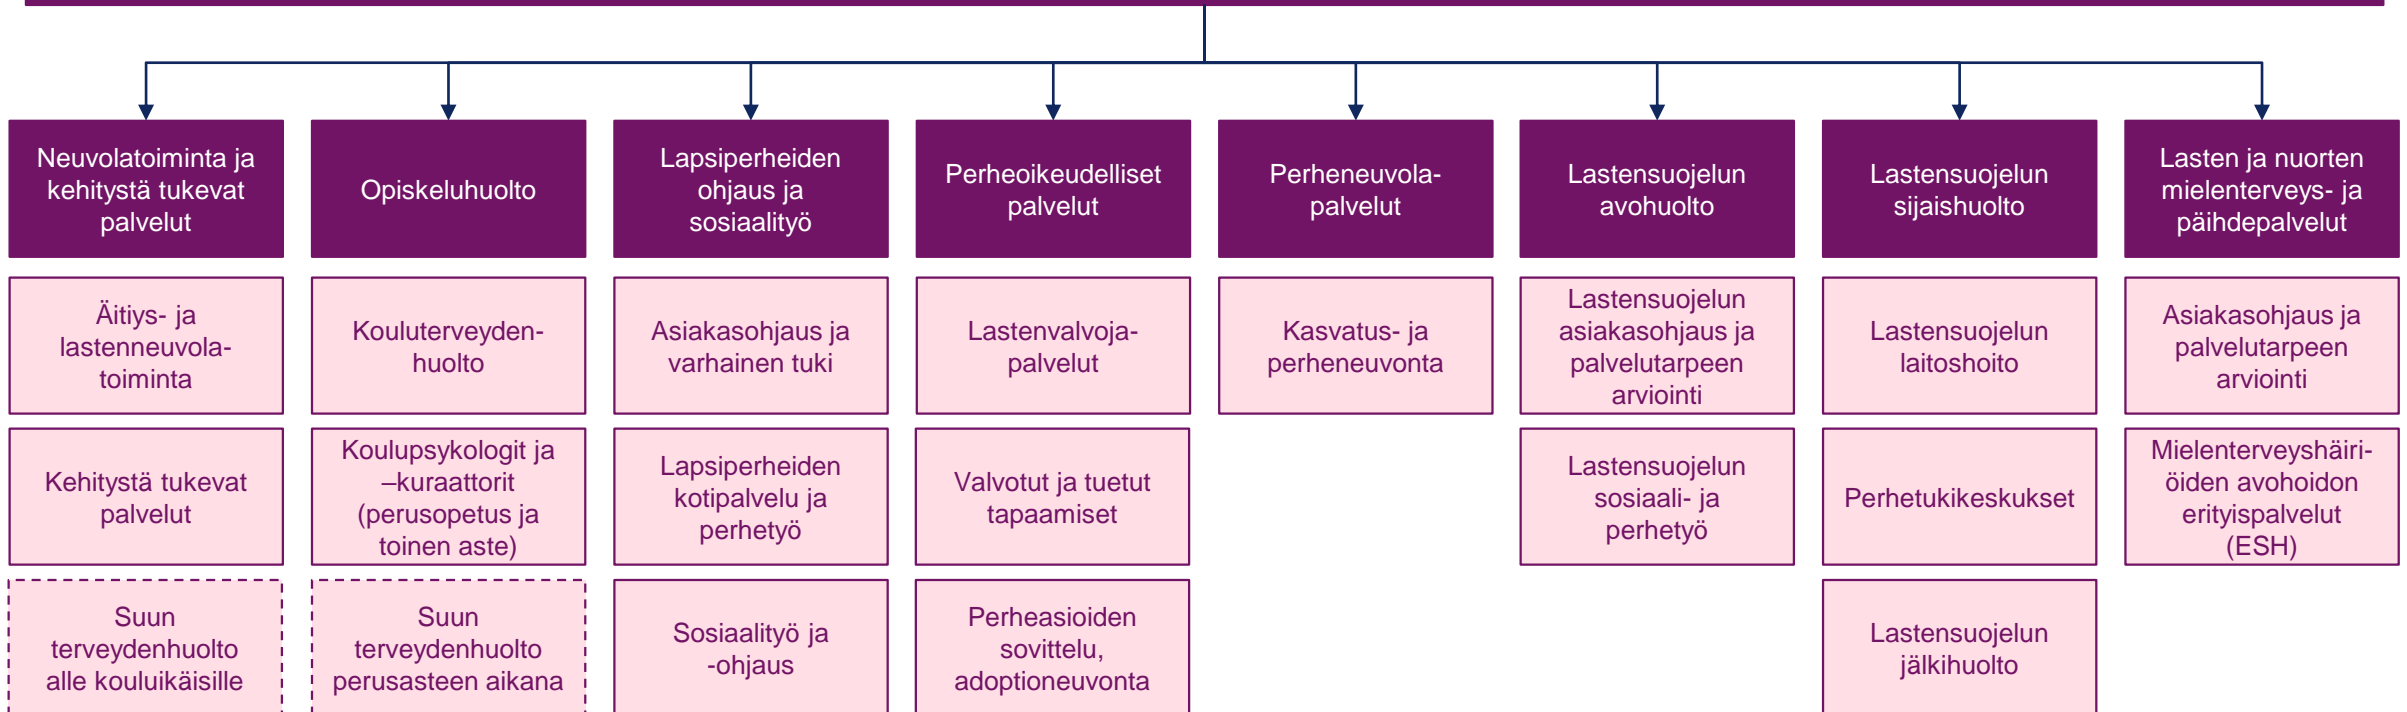 Neuvolatoiminta ja
kehitystä tukevat
palvelut
Opiskeluhuolto
Lapsiperheiden
ohjaus ja
sosiaalityö
Perheoikeudelliset
palvelut
Perheneuvola-
palvelut
Lastensuojelun
avohuolto
Lastensuojelun
sijaishuolto
Lasten ja nuorten
mielenterveys- ja
päihdepalvelut
Äitiys- ja
lastenneuvola-
toiminta
Kouluterveyden-
huolto
Asiakasohjaus ja
varhainen tuki
Lastenvalvoja-
palvelut
Kasvatus- ja
perheneuvonta
Lastensuojelun
asiakasohjaus ja
palvelutarpeen
arviointi
Lastensuojelun
laitoshoito
Asiakasohjaus ja
palvelutarpeen
arviointi
Kehitystä tukevat
palvelut
Koulupsykologit ja
–kuraattorit
(perusopetus ja
toinen aste)
Lapsiperheiden
kotipalvelu ja
perhetyö
Valvotut ja tuetut
tapaamiset
Lastensuojelun
sosiaali- ja
perhetyö
Perhetukikeskukset
Mielenterveyshäiri-
öiden avohoidon
erityispalvelut
(ESH)
Suun
terveydenhuolto
alle kouluikäisille
Suun
terveydenhuolto
perusasteen aikana
Sosiaalityö ja
-ohjaus
Perheasioiden
sovittelu,
adoptioneuvonta
Lastensuojelun
jälkihuolto